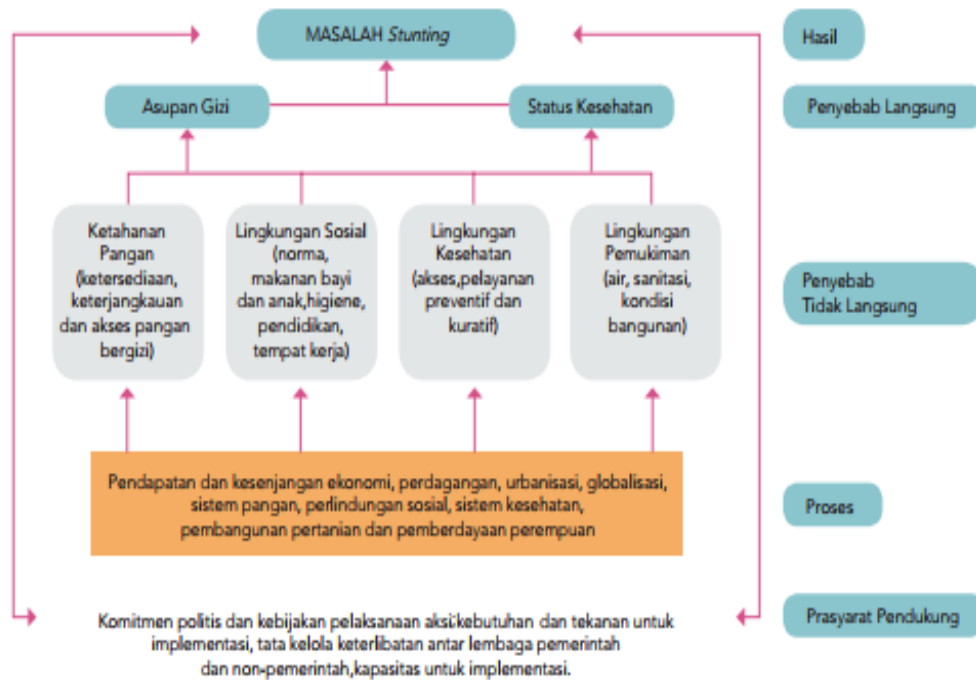 MASALAH Stunting
Hasil
Asupan Gizi
Status Kesehatan
Penyebab Langsung
Ketahanan
Pangan
(ketersediaan,
keterjangkauan
dan akses pangan
bergizi)
Lingkungan Sosial
(norma,
makanan bayi
dan anak,higiene,
pendidikan,
tempat kerja)
Lingkungan
Kesehatan
(akses,pelayanan
preventif dan
kuratif)
Lingkungan
Pemukiman
(air, sanitasi,
kondisi
bangunan)
Penyebab
Tidak Langsung
Pendapatan dan kesenjangan ekonomi, perdagangan, urbanisasi, globalisasi,
sistem pangan, perlindungan sosial, sistem kesehatan,
pembangunan pertanian dan pemberdayaan perempuan
Proses
Komitmen politis dan kebijakan pelaksanaan aksi:kebutuhan dan tekanan untuk
implementasi, tata kelola keterlibatan antar lembaga pemerintah
dan non-pemerintah,kapasitas untuk implementasi.
Prasyarat Pendukung